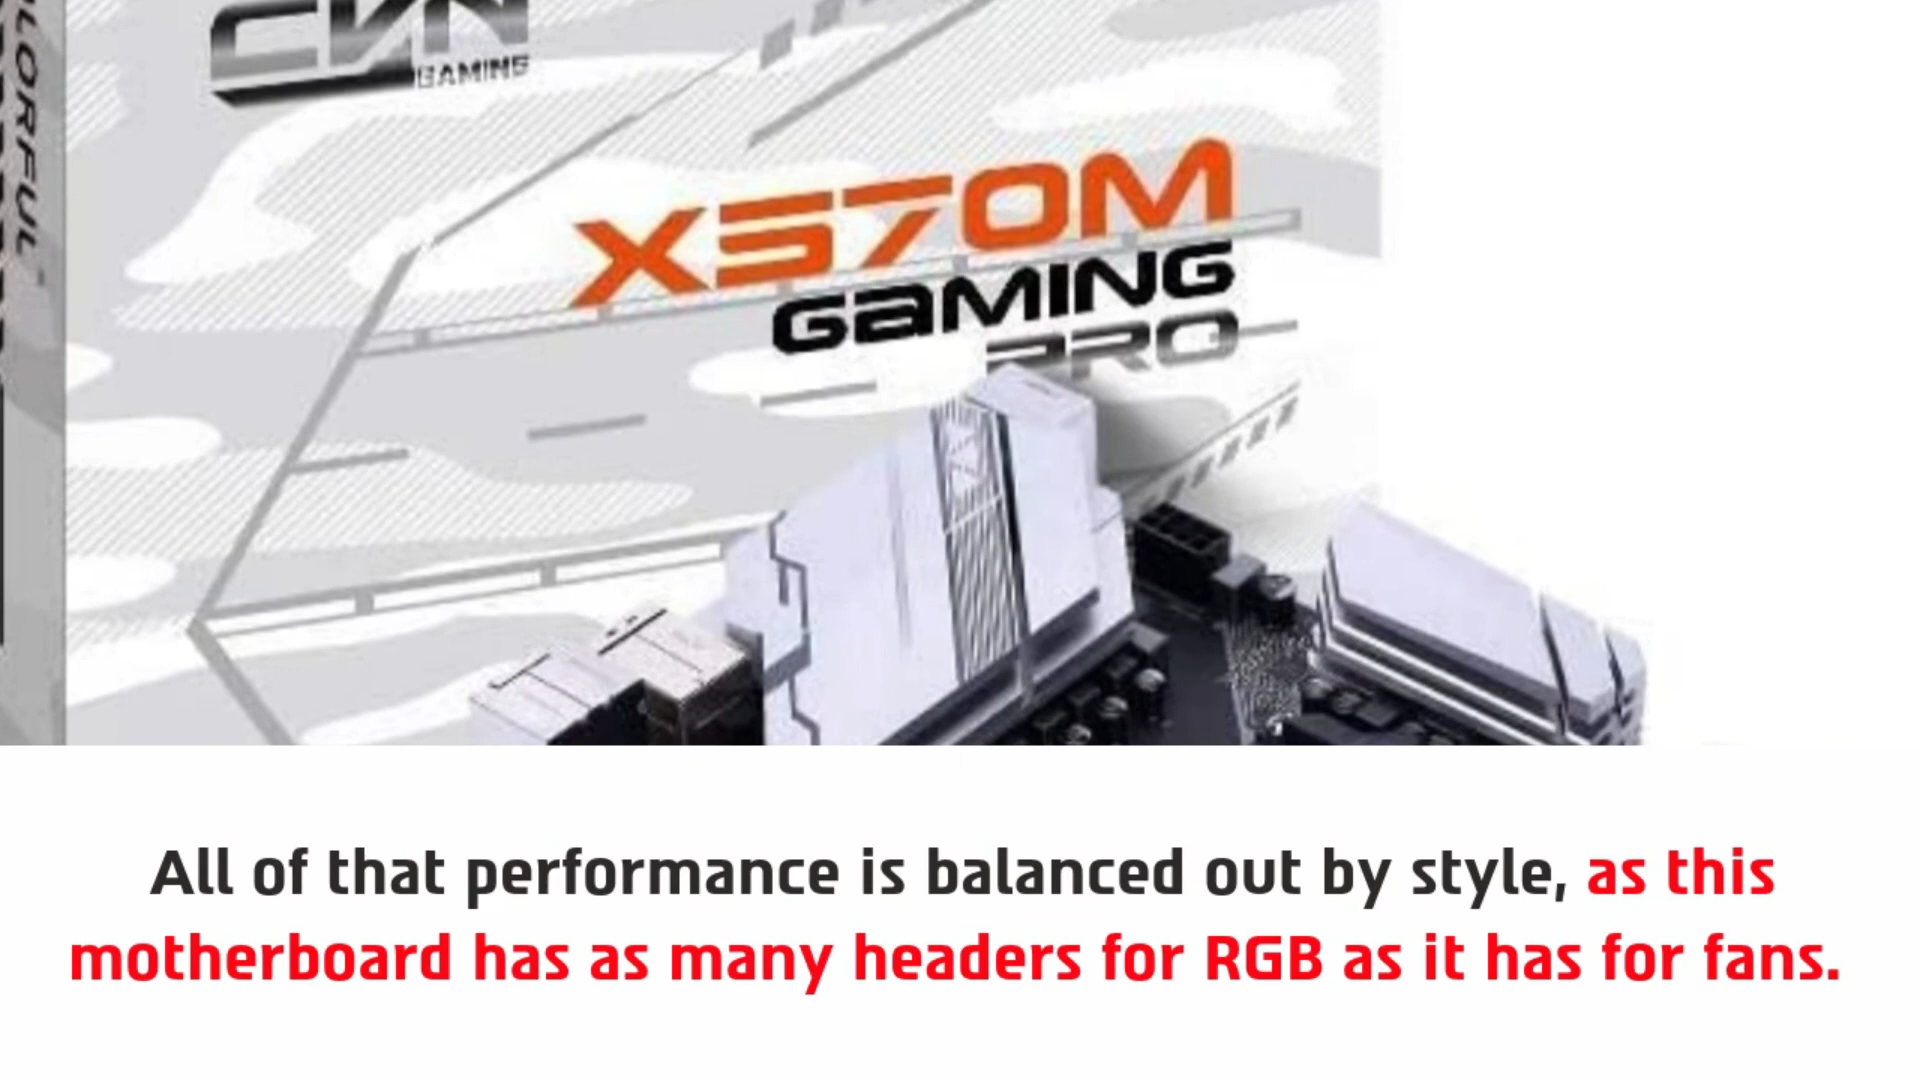 CVN
GAMING
X570M
GAMING
PRO
LORFUL
All of that performance is balanced out by style, as this
motherboard has as many headers for RGB as it has for fans.